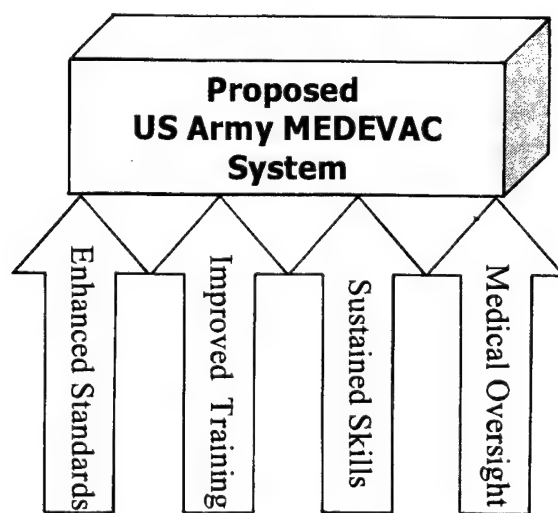 Proposed
US Army MEDEVAC
System
Enhanced Standards
Improved Training
Sustained Skills
Medical Oversight